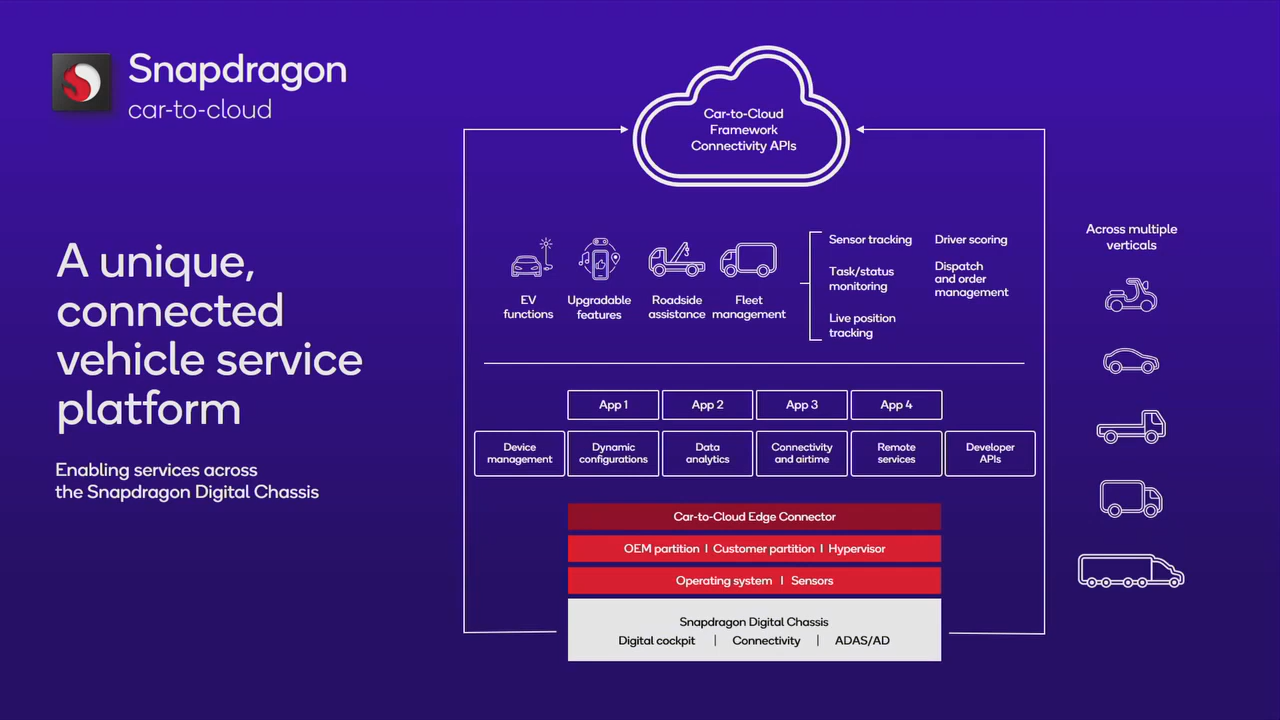 Snapdragon
car-to-cloud
A unique,
connected
vehicle service
platform
Enabling services across
the Snapdragon Digital Chassis
Car-to-Cloud
Framework
Connectivity APIs
EV
functions
Upgradable
features
Roadside
assistance
Fleet
management
Sensor tracking
Task/status
monitoring
Live position
tracking
Driver scoring
Dispatch
and order
management
App 1
App 2
App 3
App 4
Device
management
Dynamic
configurations
Data
analytics
Connectivity
and airtime
Remote
services
Developer
APIs
Car-to-Cloud Edge Connector
OEM partition | Customer partition | Hypervisor
Operating system | Sensors
Snapdragon Digital Chassis
Digital cockpit | Connectivity | ADAS/AD
Across multiple
verticals